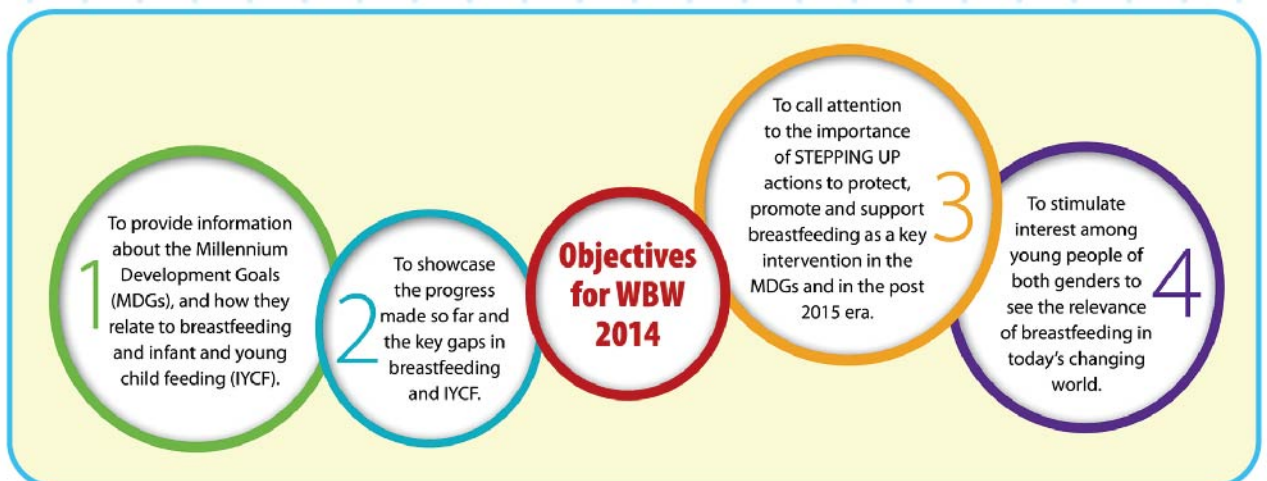 1
To provide information
about the Millennium
Development Goals
(MDGs), and how they
relate to breastfeeding
and infant and young
child feeding (IYCF).
2
To showcase
the progress
made so far and
the key gaps in
breastfeeding
and IYCF.
Objectives
for WBW
2014
3
To call attention
to the importance
of STEPPING UP
actions to protect,
promote and support
breastfeeding as a key
intervention in the
MDGs and in the post
2015 era.
4
To stimulate
interest among
young people of
both genders to
see the relevance
of breastfeeding in
today's changing
world.